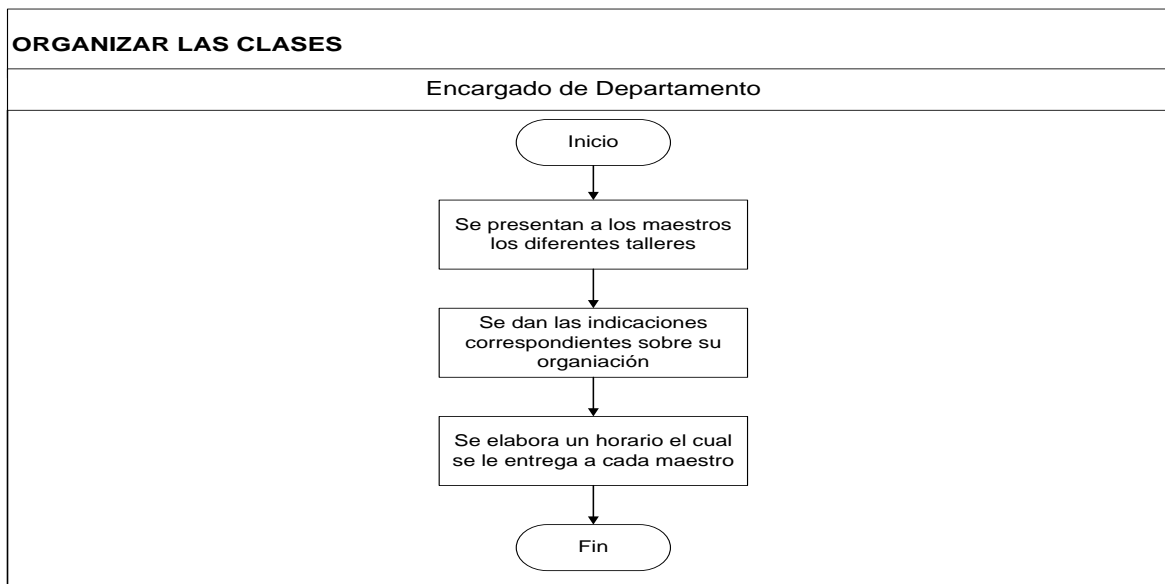 ORGANIZAR LAS CLASES
Encargado de Departamento
Inicio
Se presentan a los maestros
los diferentes talleres
Se dan las indicaciones
correspondientes sobre su
organiación
Se elabora un horario el cual
se le entrega a cada maestro
Fin